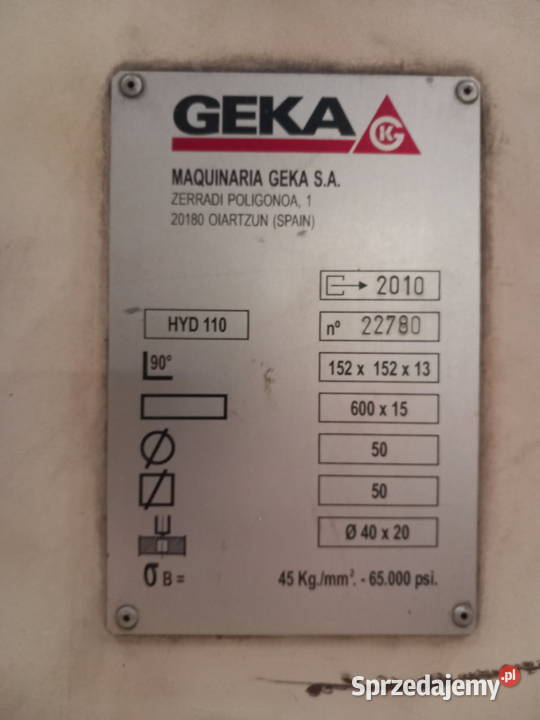 GEKA
KG
MAQUINARIA GEKA S.A.
ZERRADI POLIGONOA, 1
20180 OIARTZUN (SPAIN)
E 2010
HYD 110 nº 22780
90° 152 x 152 x 13
600 x 15
50
50
Ø 40 x 20
σ B = 45 Kg./mm². - 65.000 psi.
Sprzedajemy.pl